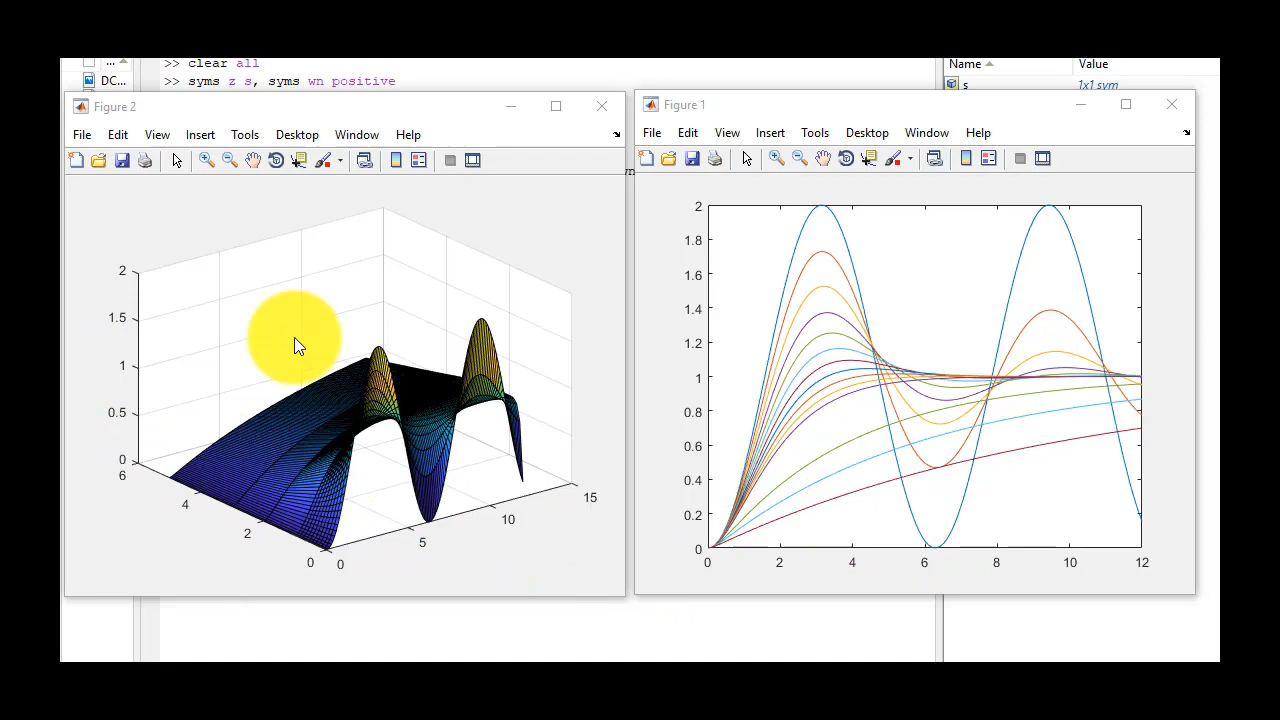 >> clear all
... Name Value
DC... >> syms z s, syms wn positive
s 1x1 sym
Figure 2
File Edit View Insert Tools Desktop Window Help
2
1.5
1
0.5
0
6
4
2
0
0
5
10
15
Figure 1
File Edit View Insert Tools Desktop Window Help
2
1.8
1.6
1.4
1.2
1
0.8
0.6
0.4
0.2
0
0 2 4 6 8 10 12